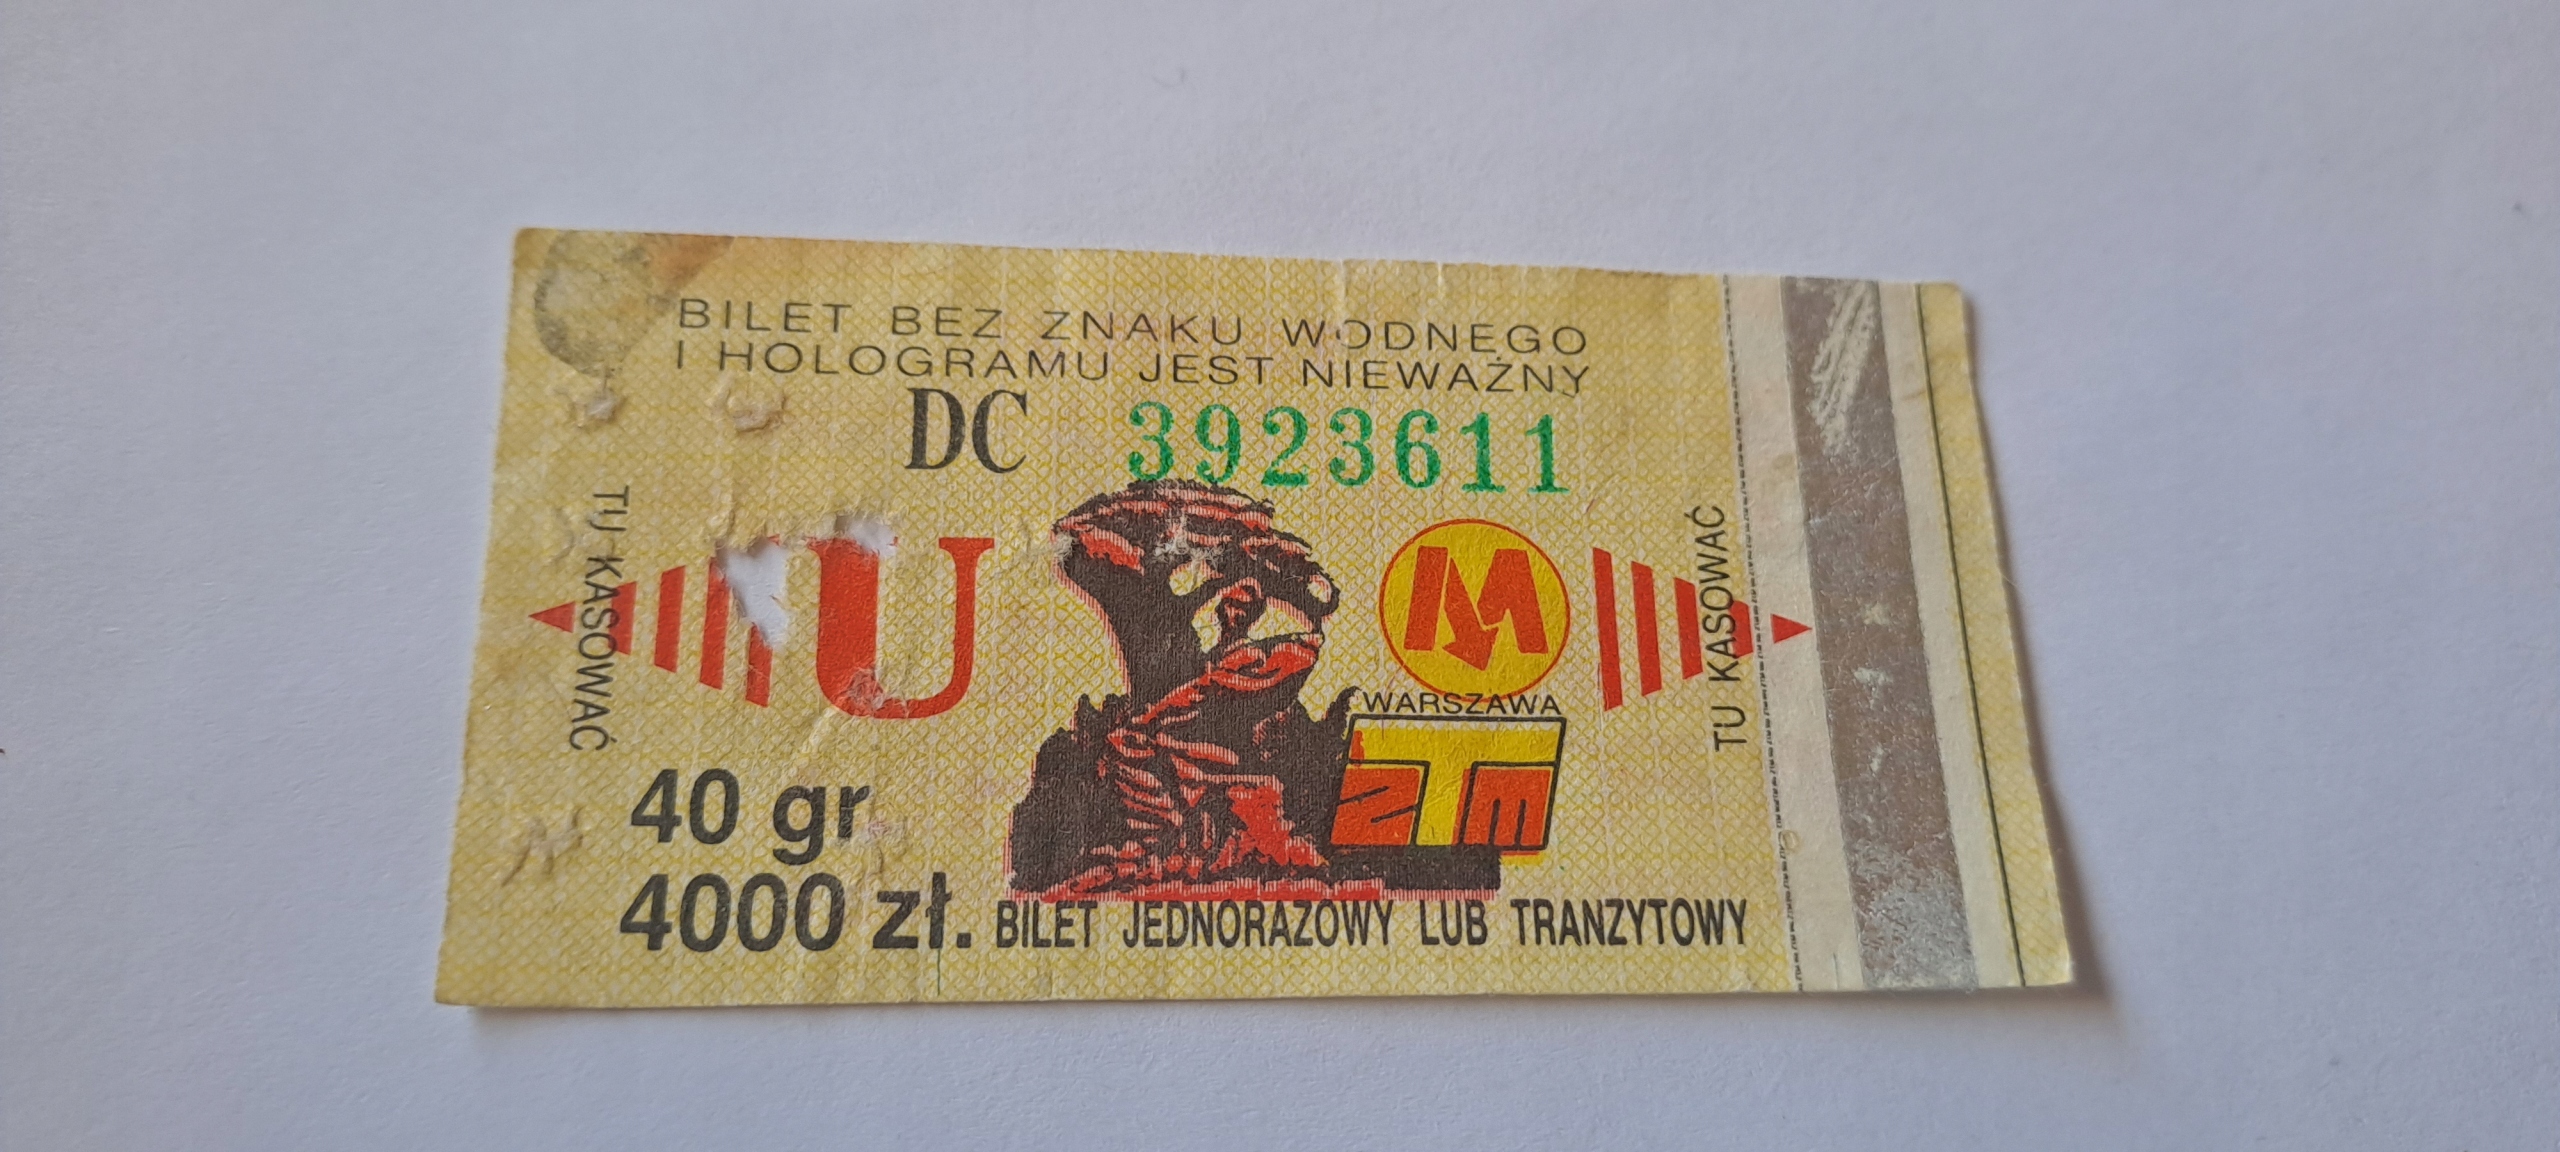 BILET BEZ ZNAKU WODNEGO
I HOLOGRAMU JEST NIEWAŻNY
DC 3923611
TU KASOWAĆ
U
M
TU KASOWAĆ
WARSZAWA
ZTM
40 gr
4000 zł.
BILET JEDNORAZOWY LUB TRANZYTOWY